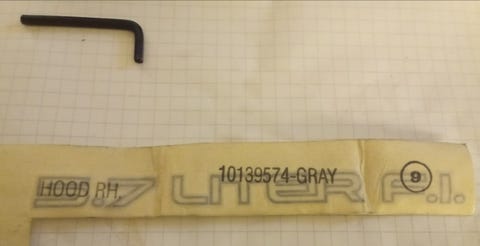 HOOD RH.
10139574-GRAY
9
5.7 LITER F.I.